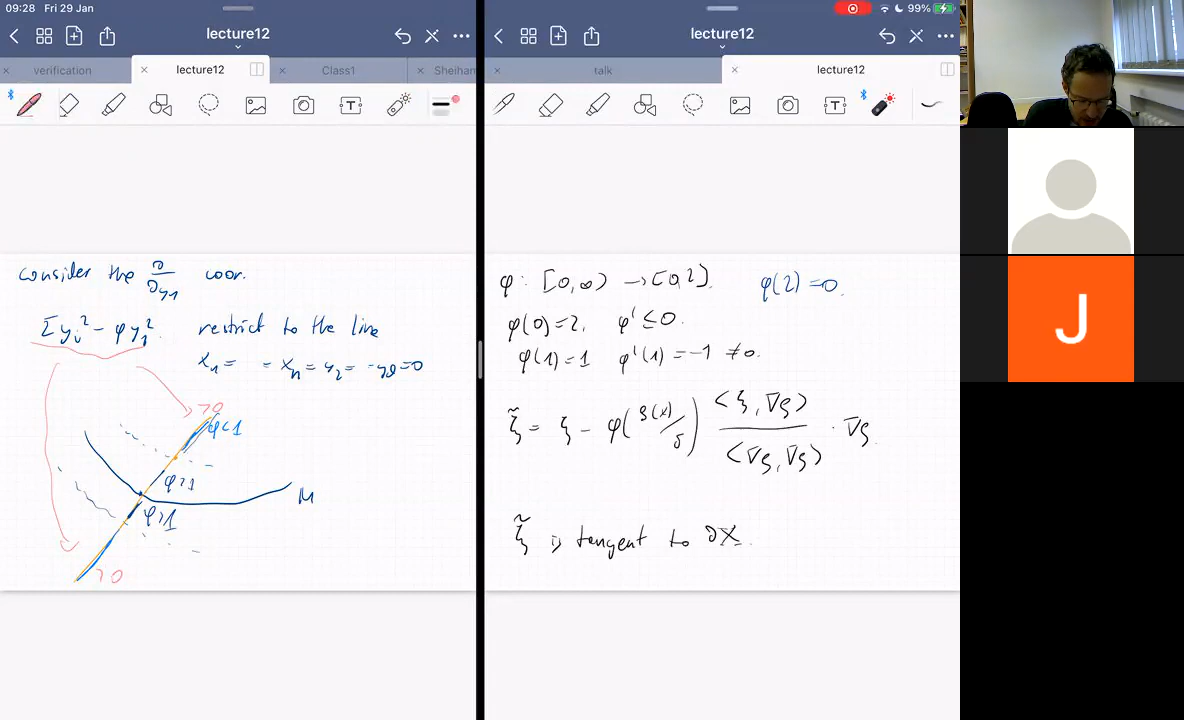 09:28 Fri 29 Jan
99%
lecture12
lecture12
verification
lecture12
Class1
Sheihan
talk
lecture12
T
T
consider the ∂/∂y₁ coor.
Σyᵢ² − φy₁² restrict to the line
x₁ = = xₙ = y₂ =
>0
φ<1
φ>1
φ>1
M
>0
φ: [0,∞) → [0,2]. φ(2)=0.
φ(0)=2, φ' ≤ 0.
φ(1)=1 φ'(1) = −1 ≠ 0.
ξ̃ = ξ − φ(ς(x)/δ) <ξ,∇ς>/<∇ς,∇ς> · ∇ς
ξ̃ is tangent to ∂X.
J